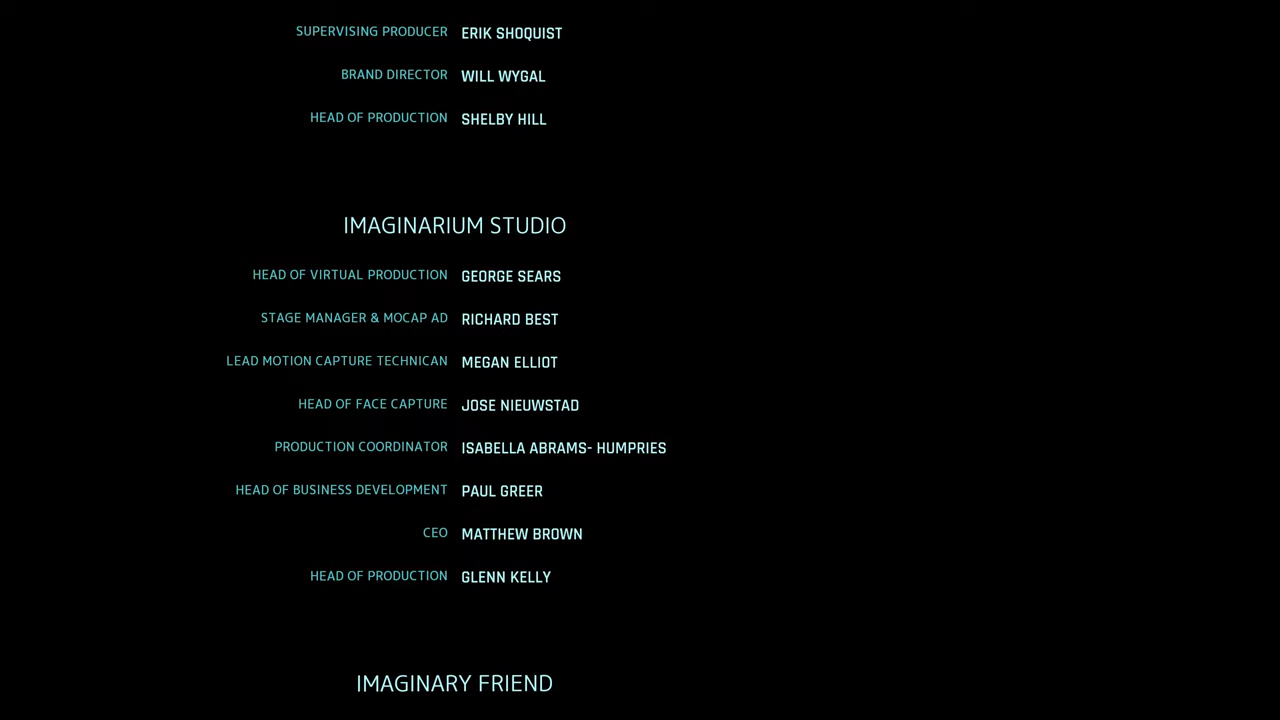 SUPERVISING PRODUCER ERIK SHOQUIST
BRAND DIRECTOR WILL WYGAL
HEAD OF PRODUCTION SHELBY HILL
IMAGINARIUM STUDIO
HEAD OF VIRTUAL PRODUCTION GEORGE SEARS
STAGE MANAGER & MOCAP AD RICHARD BEST
LEAD MOTION CAPTURE TECHNICAN MEGAN ELLIOT
HEAD OF FACE CAPTURE JOSE NIEUWSTAD
PRODUCTION COORDINATOR ISABELLA ABRAMS- HUMPRIES
HEAD OF BUSINESS DEVELOPMENT PAUL GREER
CEO MATTHEW BROWN
HEAD OF PRODUCTION GLENN KELLY
IMAGINARY FRIEND